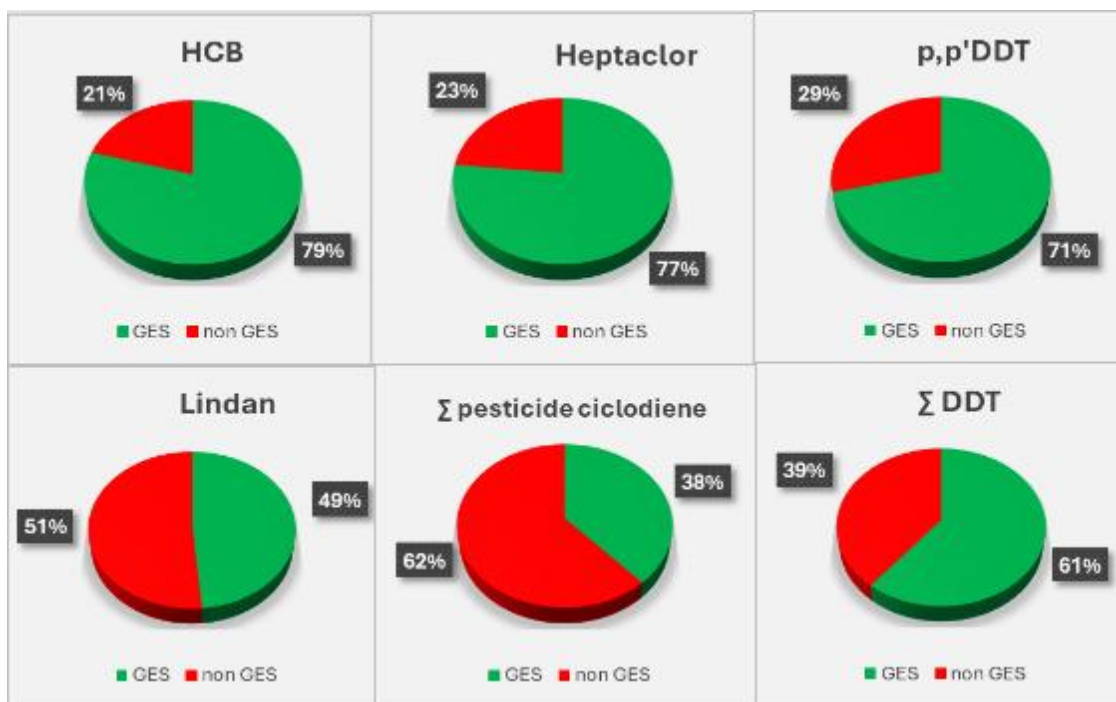 HCB
21%
79%
GES non GES
Heptaclor
23%
77%
GES non GES
p,p'DDT
29%
71%
GES non GES
Lindan
51%
49%
GES non GES
∑ pesticide ciclodiene
38%
62%
GES non GES
∑ DDT
39%
61%
GES non GES